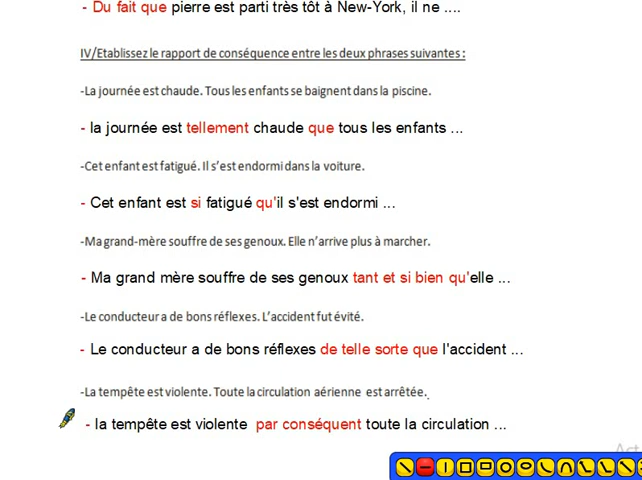 - Du fait que pierre est parti très tôt à New-York, il ne ....
IV/Etablissez le rapport de conséquence entre les deux phrases suivantes :
-La journée est chaude. Tous les enfants se baignent dans la piscine.
- la journée est tellement chaude que tous les enfants ...
-Cet enfant est fatigué. Il s'est endormi dans la voiture.
- Cet enfant est si fatigué qu'il s'est endormi ...
-Ma grand-mère souffre de ses genoux. Elle n'arrive plus à marcher.
- Ma grand mère souffre de ses genoux tant et si bien qu'elle ...
-Le conducteur a de bons réflexes. L'accident fut évité.
- Le conducteur a de bons réflexes de telle sorte que l'accident ...
-La tempête est violente. Toute la circulation aérienne est arrêtée.
- la tempête est violente par conséquent toute la circulation ...